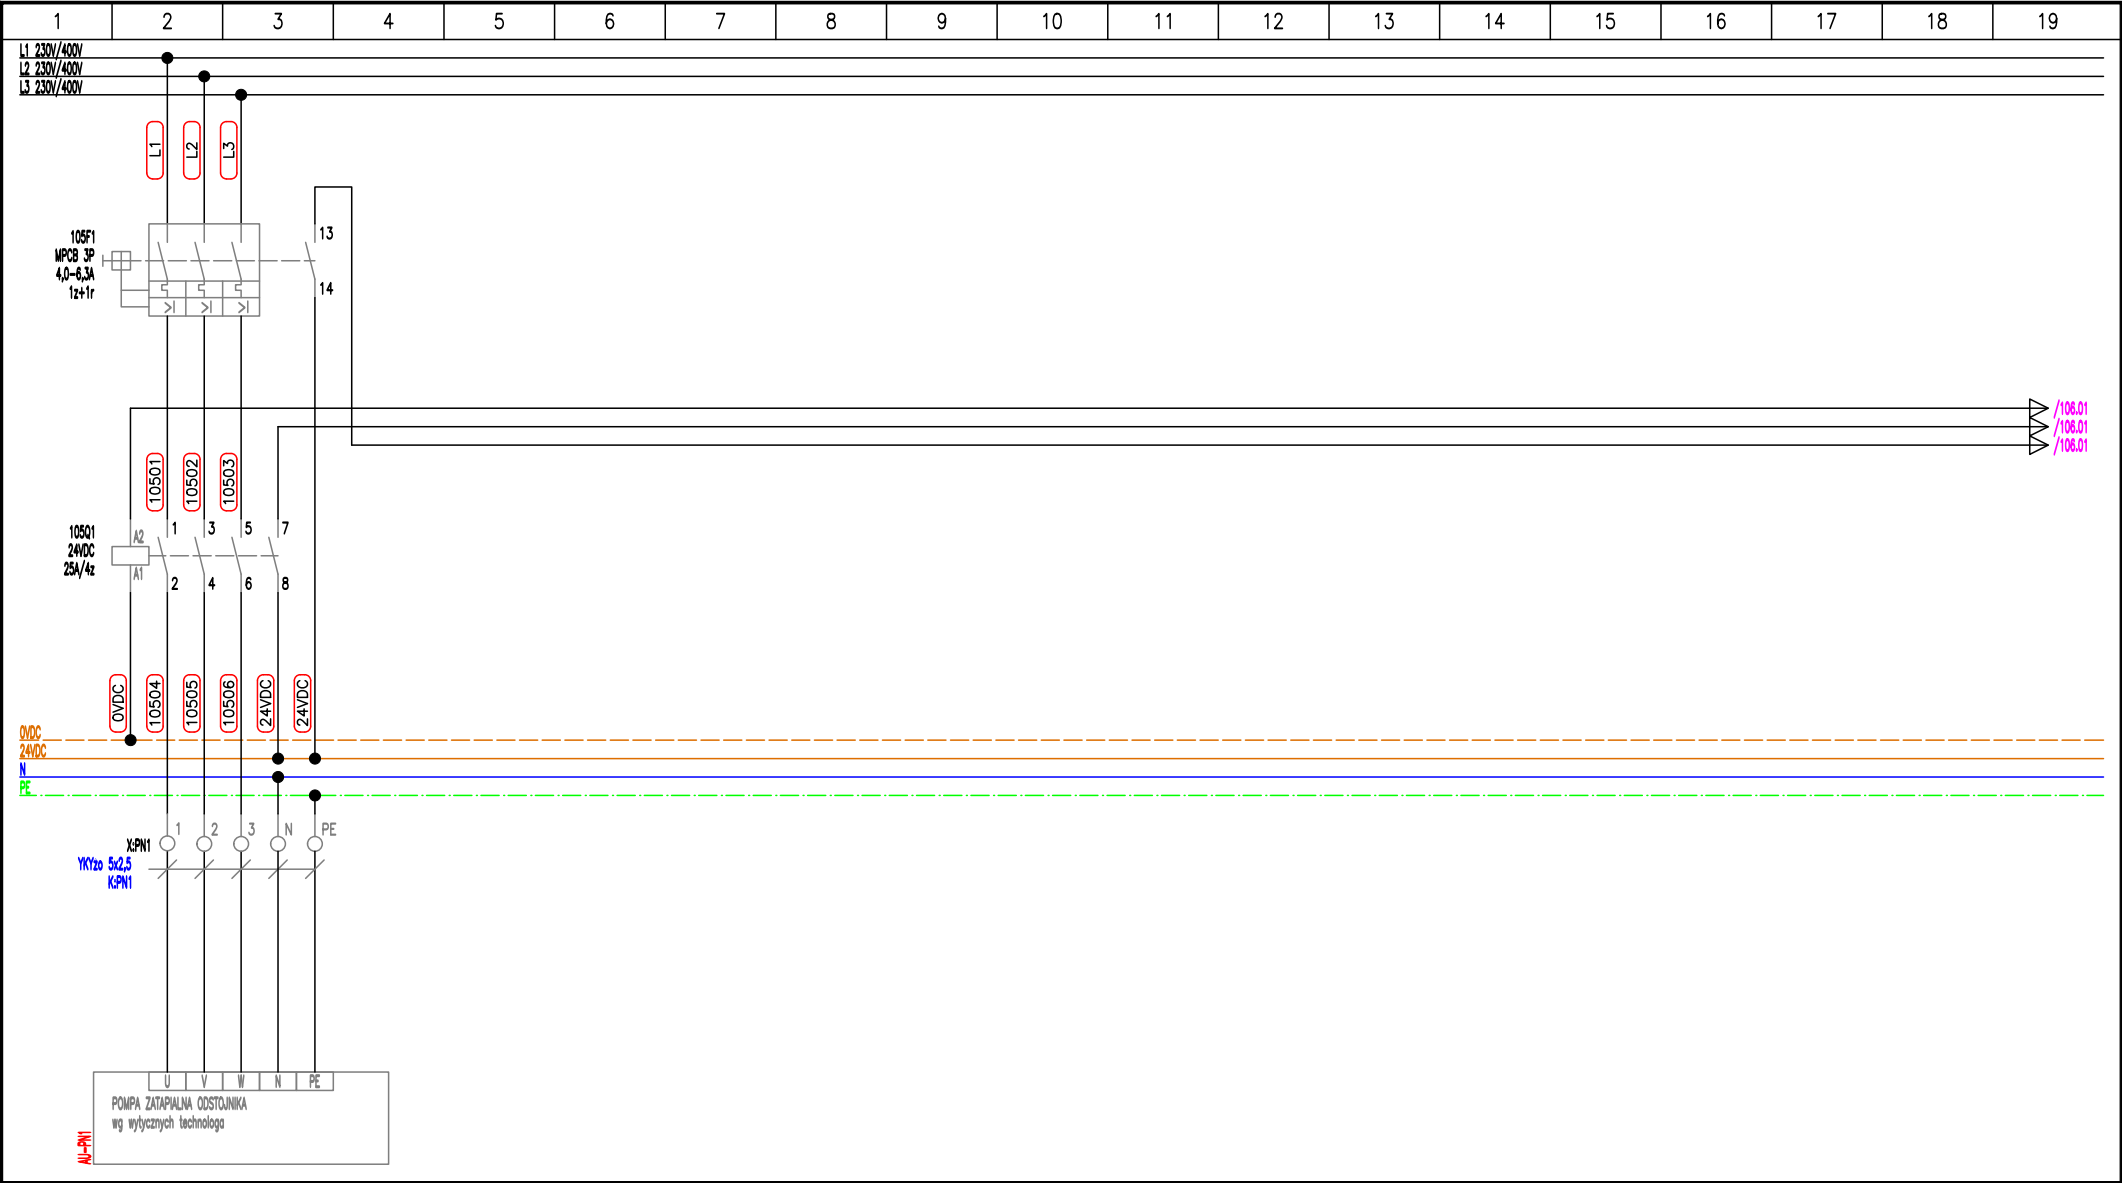 1 2 3 4 5 6 7 8 9 10 11 12 13 14 15 16 17 18 19
L1 230V/400V
L2 230V/400V
L3 230V/400V
L1 L2 L3
13
105F1
MPCB 3P
4,0-6,3A
1z+1r
14
>I >I >I
/106.01
/106.01
/106.01
10501 10502 10503
1 3 5 7
105Q1
24VDC
25A/4z
A2
A1
2 4 6 8
0VDC 10504 10505 10506 24VDC 24VDC
0VDC
24VDC
N
PE
1 2 3 N PE
X:PN1
YKYżo 5x2,5
K:PN1
U V W N PE
POMPA ZATAPIALNA ODSTOJNIKA
wg wytycznych technologa
AU-PN1